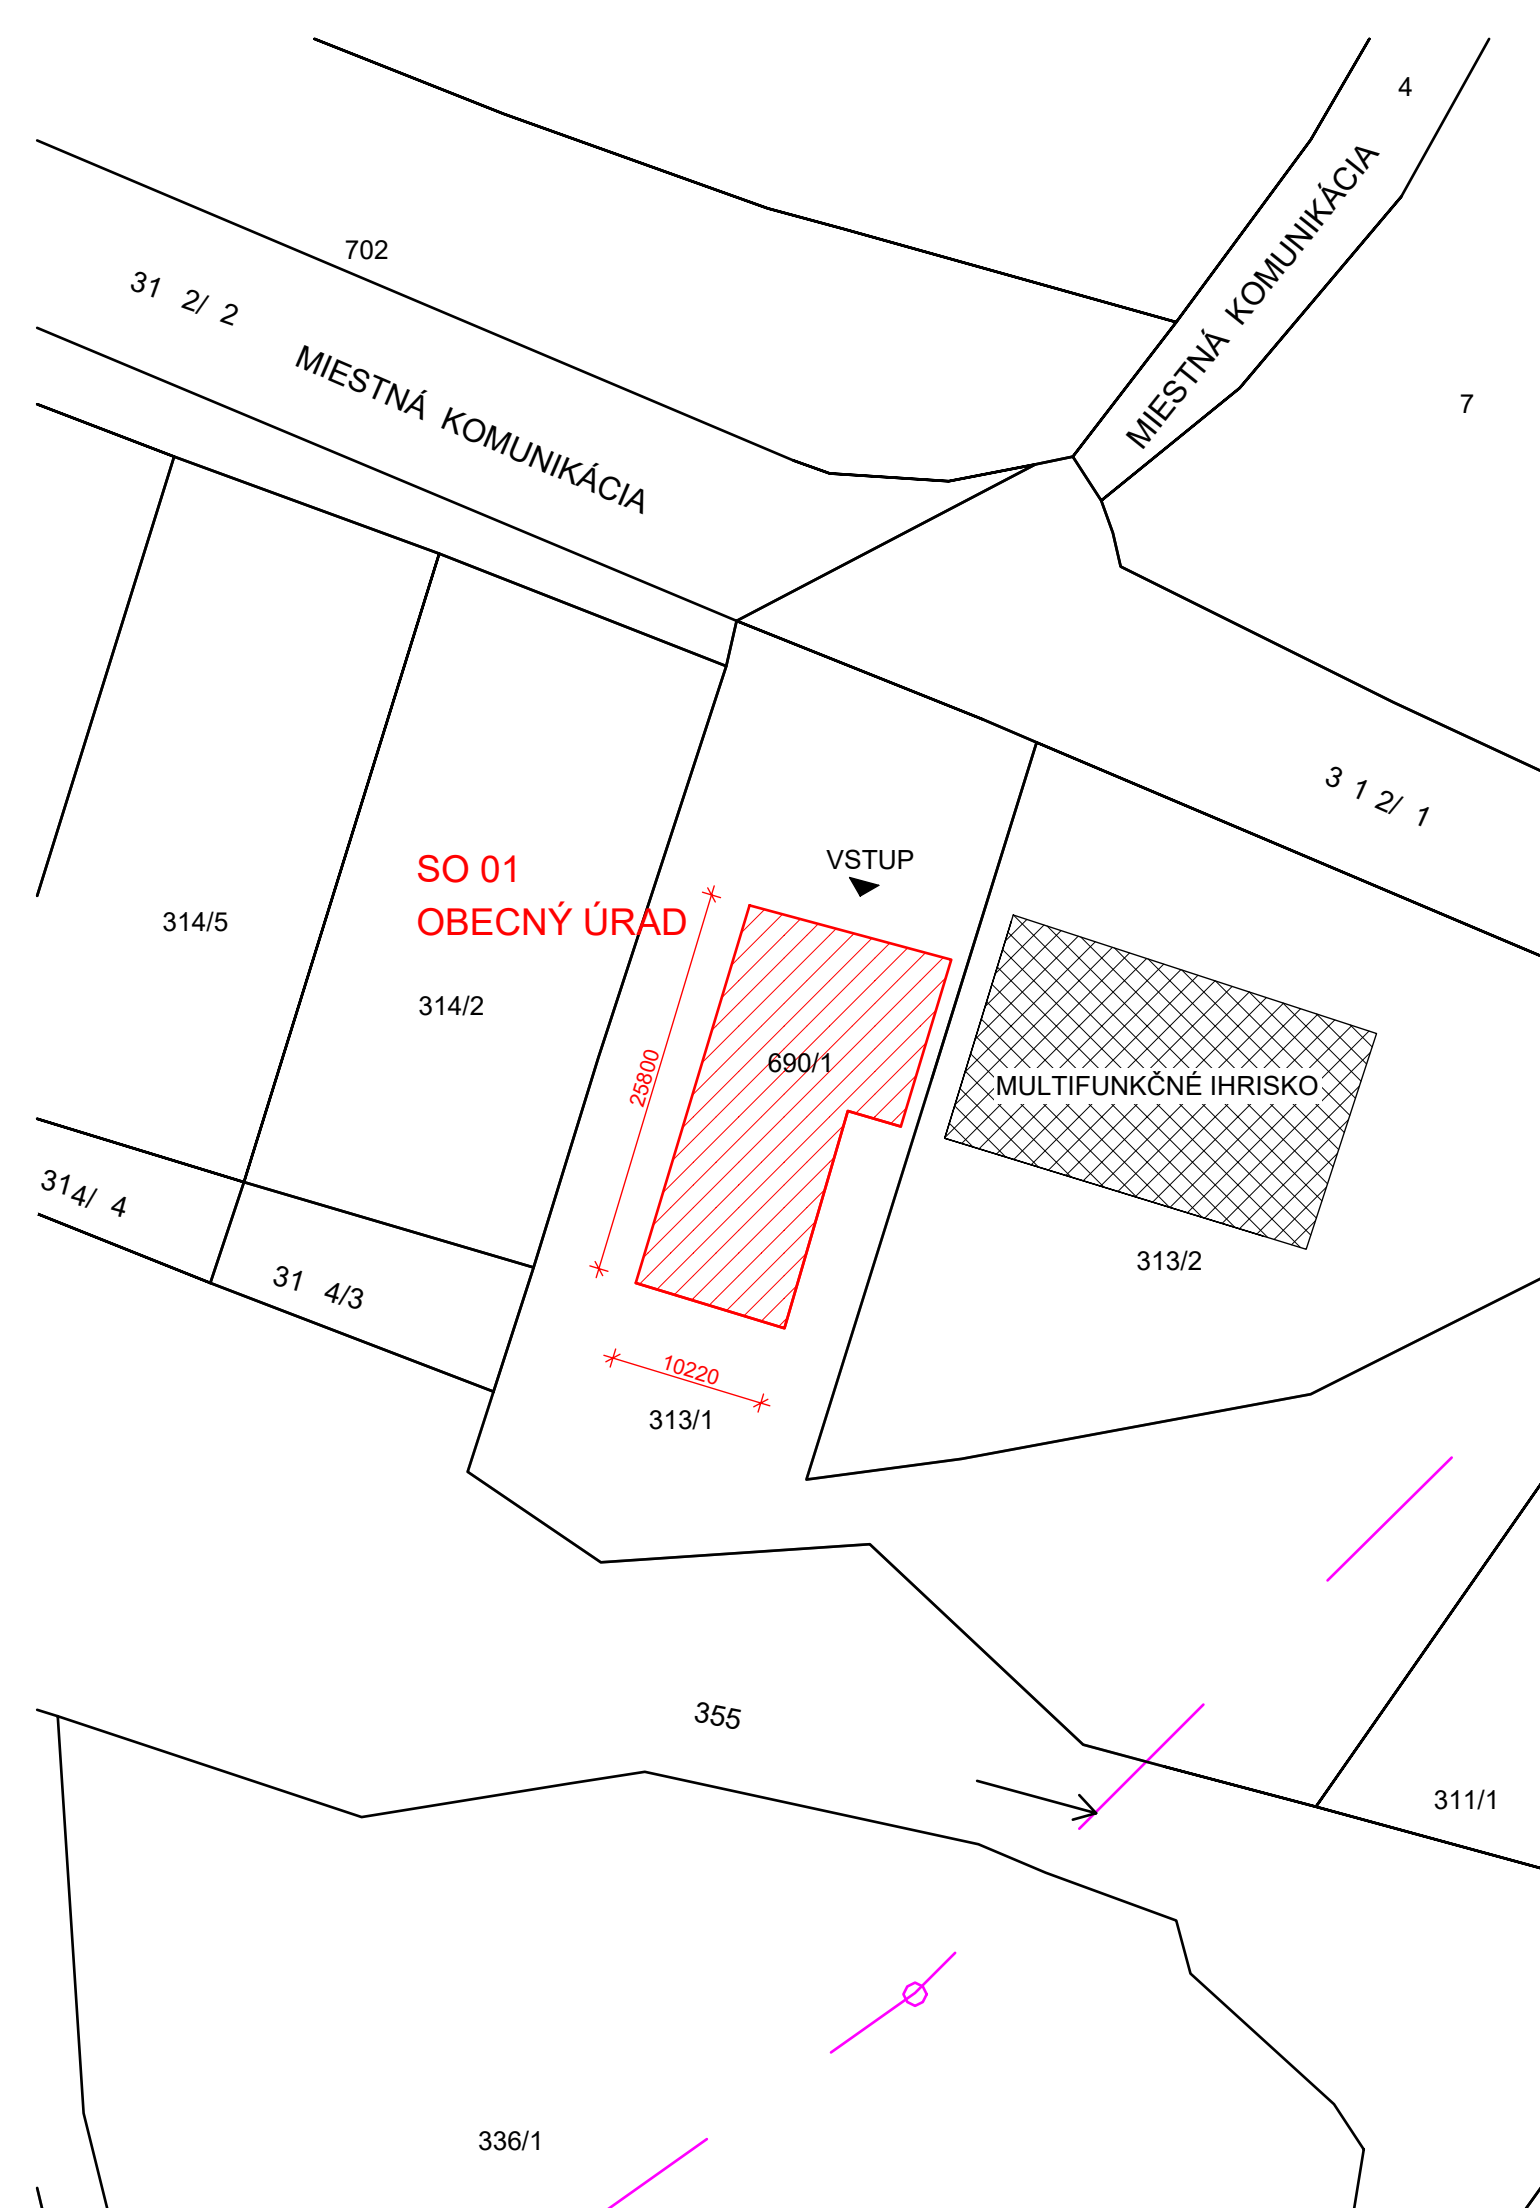 4
MIESTNÁ KOMUNIKÁCIA
702
31 2/ 2
MIESTNÁ KOMUNIKÁCIA
7
3 1 2/ 1
VSTUP
SO 01
OBECNÝ ÚRAD
314/5
314/2
25800
690/1
MULTIFUNKČNÉ IHRISKO
314/ 4
31 4/3
313/2
10220
313/1
355
311/1
336/1